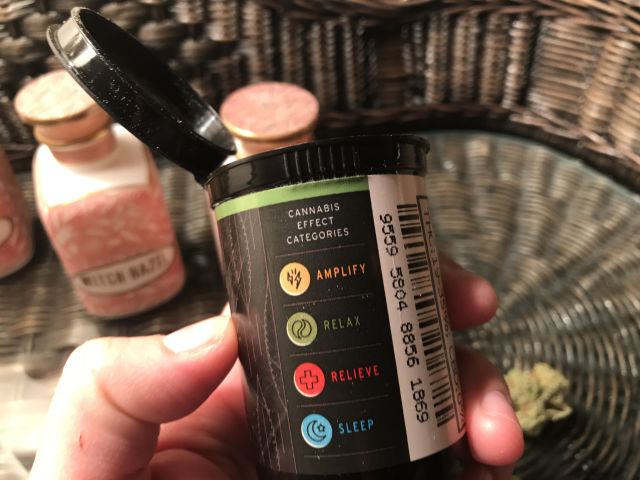 CANNABIS
EFFECT
CATEGORIES
AMPLIFY
RELAX
RELIEVE
SLEEP
9559 5804 8856 1869
WITCH HAZEL